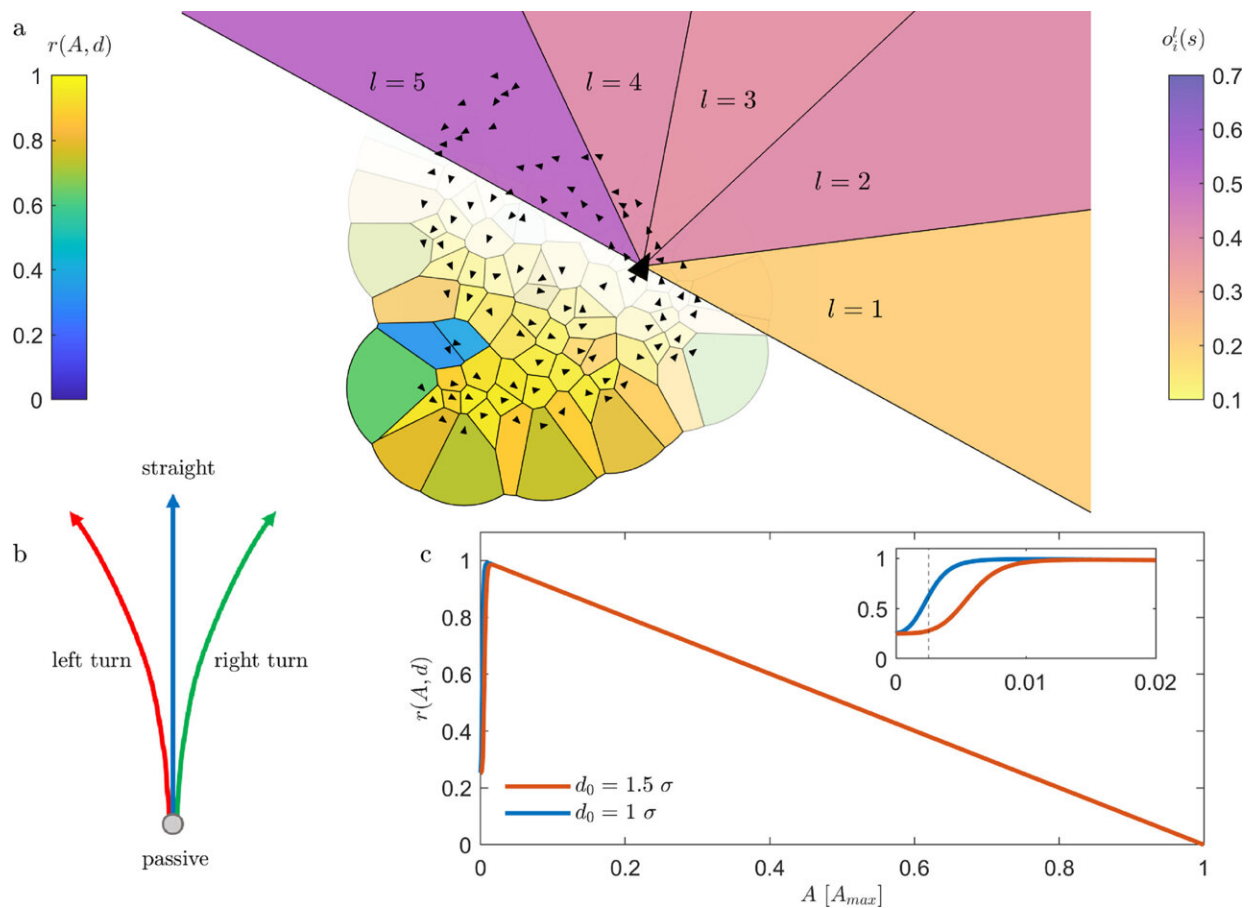 a
r(A, d)
1
0.8
0.6
0.4
0.2
0
l = 5
l = 4
l = 3
l = 2
l = 1
o_i^l(s)
0.7
0.6
0.5
0.4
0.3
0.2
0.1
b
straight
left turn
right turn
passive
c
r(A, d)
1
0.8
0.6
0.4
0.2
0
0
0.2
0.4
0.6
0.8
1
A [A_{max}]
d_0 = 1.5 σ
d_0 = 1 σ
1
0.5
0
0
0.01
0.02